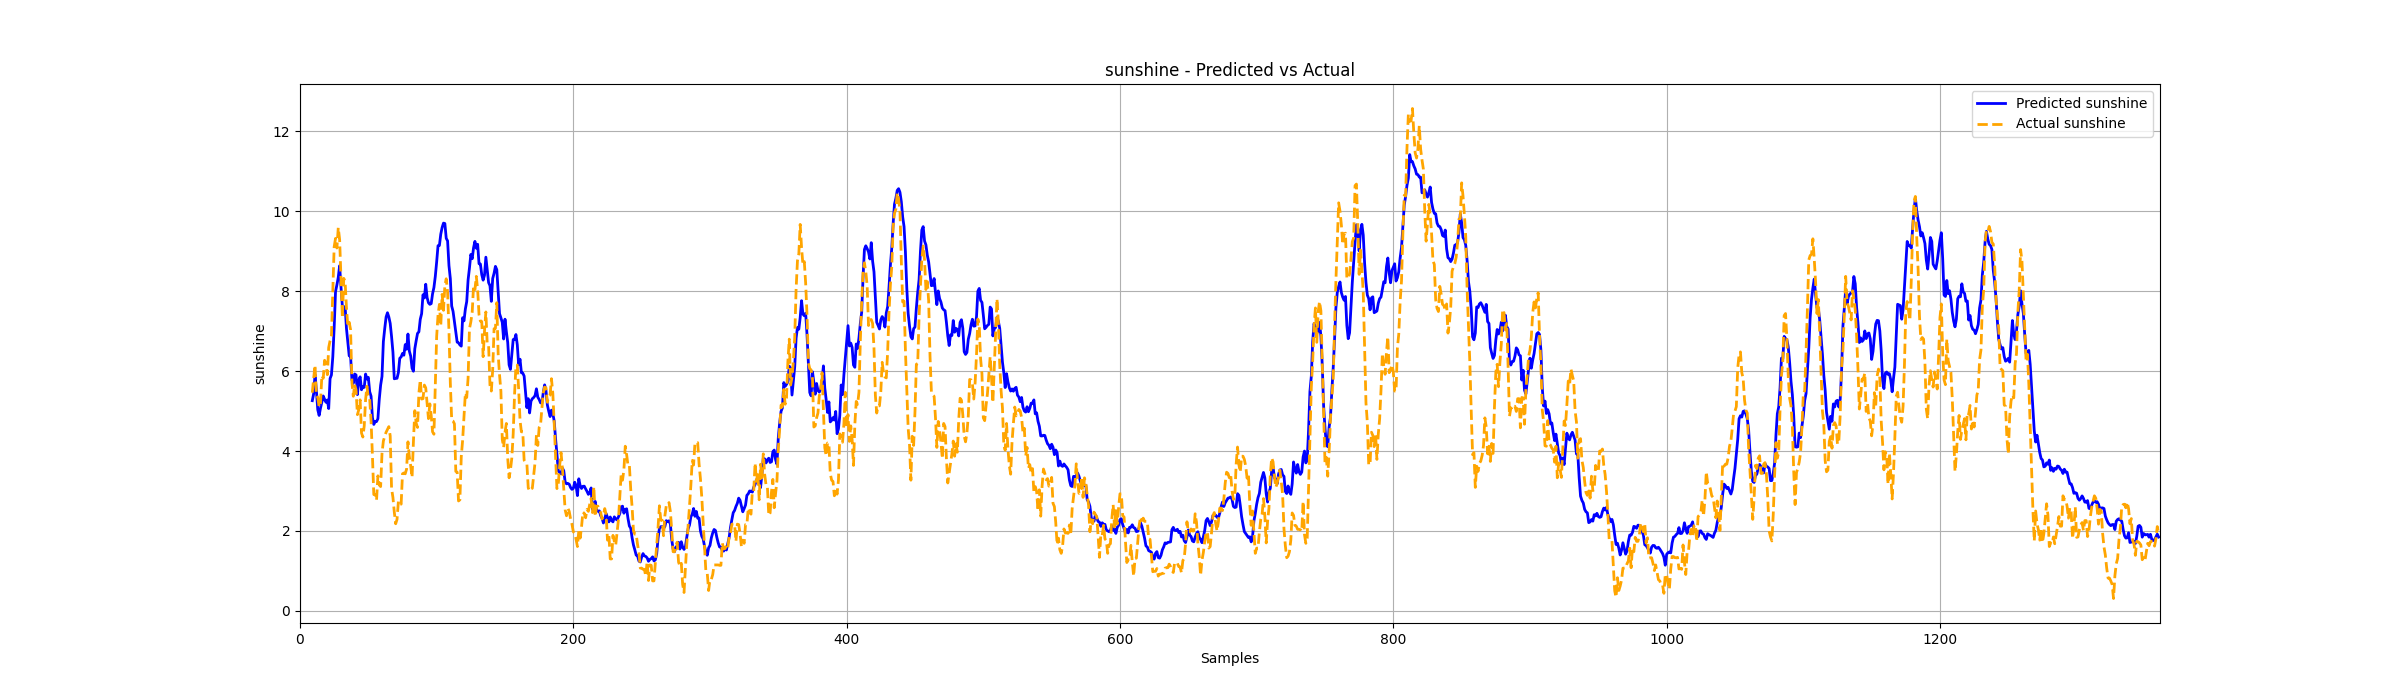 sunshine - Predicted vs Actual
Predicted sunshine
Actual sunshine
sunshine
12
10
8
6
4
2
0
0 200 400 600 800 1000 1200
Samples